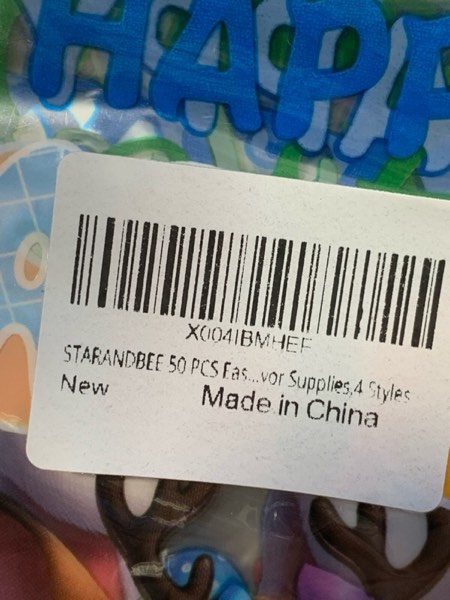 HAPP
X004IBMHEF
STARANDBEE 50 PCS Eas...vor Supplies,4 Styles
New
Made in China